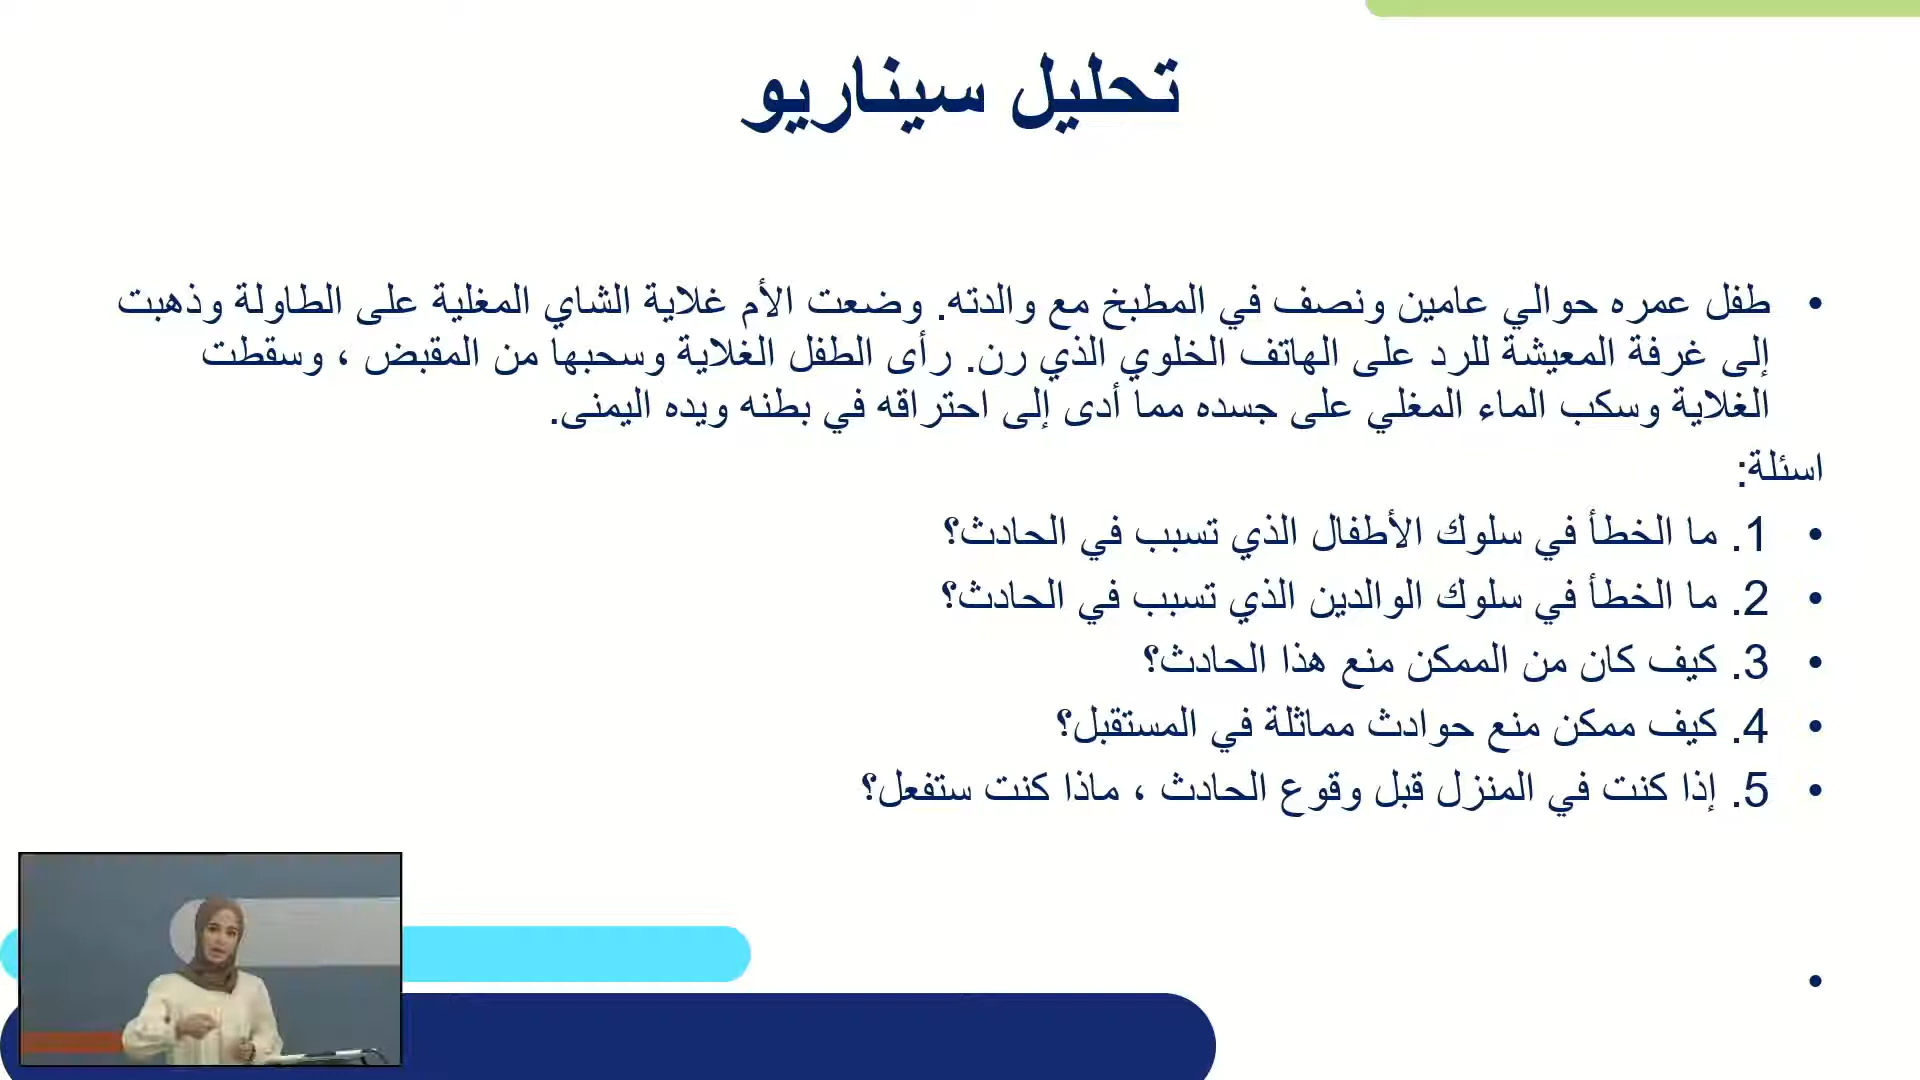 تحليل سيناريو
• طفل عمره حوالي عامين ونصف في المطبخ مع والدته. وضعت الأم غلاية الشاي المغلية على الطاولة وذهبت
إلى غرفة المعيشة للرد على الهاتف الخلوي الذي رن. رأى الطفل الغلاية وسحبها من المقبض ، وسقطت
الغلاية وسكب الماء المغلي على جسده مما أدى إلى احتراقه في بطنه ويده اليمنى.
اسئلة:
• 1. ما الخطأ في سلوك الأطفال الذي تسبب في الحادث؟
• 2. ما الخطأ في سلوك الوالدين الذي تسبب في الحادث؟
• 3. كيف كان من الممكن منع هذا الحادث؟
• 4. كيف ممكن منع حوادث مماثلة في المستقبل؟
• 5. إذا كنت في المنزل قبل وقوع الحادث ، ماذا كنت ستفعل؟